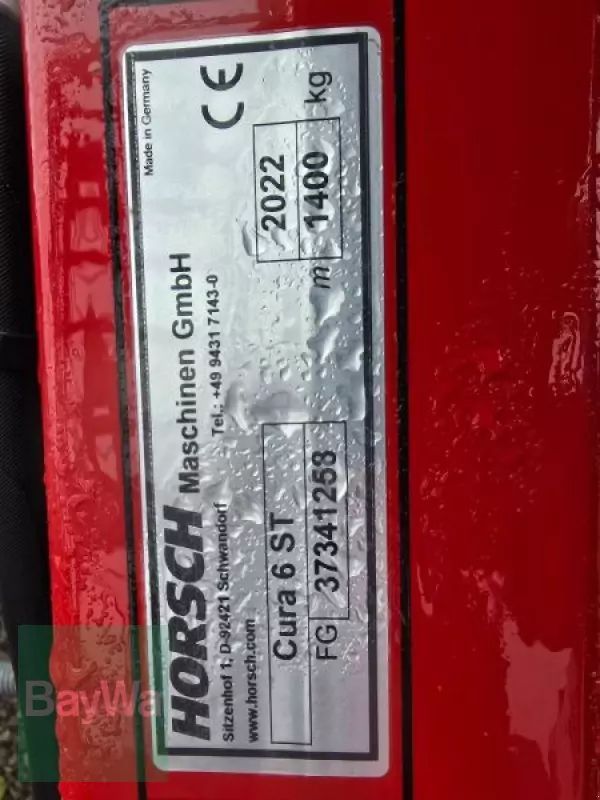 HORSCH Maschinen GmbH
Made in Germany
Sitzenhof 1, D-92421 Schwandorf Tel.: +49 9431 7143-0
www.horsch.com
CE
Cura 6 ST
2022
FG 37341258
m 1400 kg
BayWa